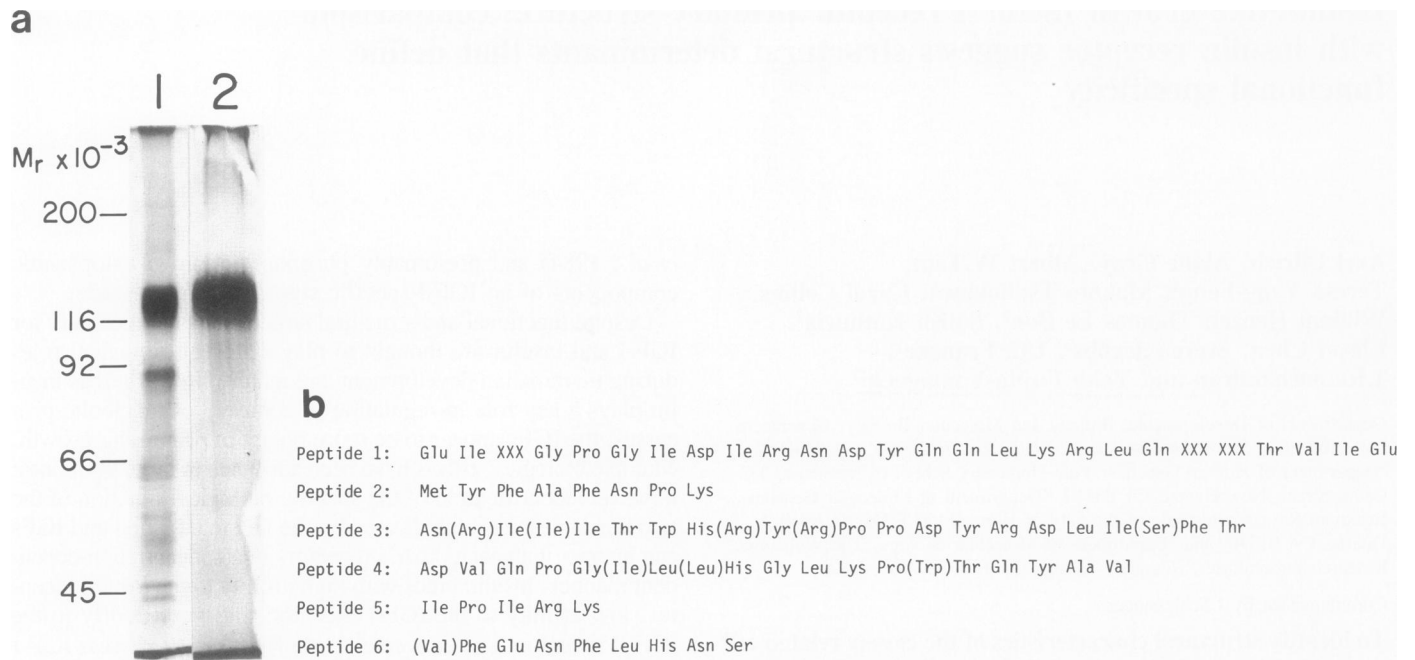 a
1 2
Mr x10-3
200
116
92
66
45
b
Peptide 1: Glu Ile XXX Gly Pro Gly Ile Asp Ile Arg Asn Asp Tyr Gln Gln Leu Lys Arg Leu Gln XXX XXX Thr Val Ile Glu
Peptide 2: Met Tyr Phe Ala Phe Asn Pro Lys
Peptide 3: Asn(Arg)Ile(Ile)Ile Thr Trp His(Arg)Tyr(Arg)Pro Pro Asp Tyr Arg Asp Leu Ile(Ser)Phe Thr
Peptide 4: Asp Val Gln Pro Gly(Ile)Leu(Leu)His Gly Leu Lys Pro(Trp)Thr Gln Tyr Ala Val
Peptide 5: Ile Pro Ile Arg Lys
Peptide 6: (Val)Phe Glu Asn Phe Leu His Asn Ser